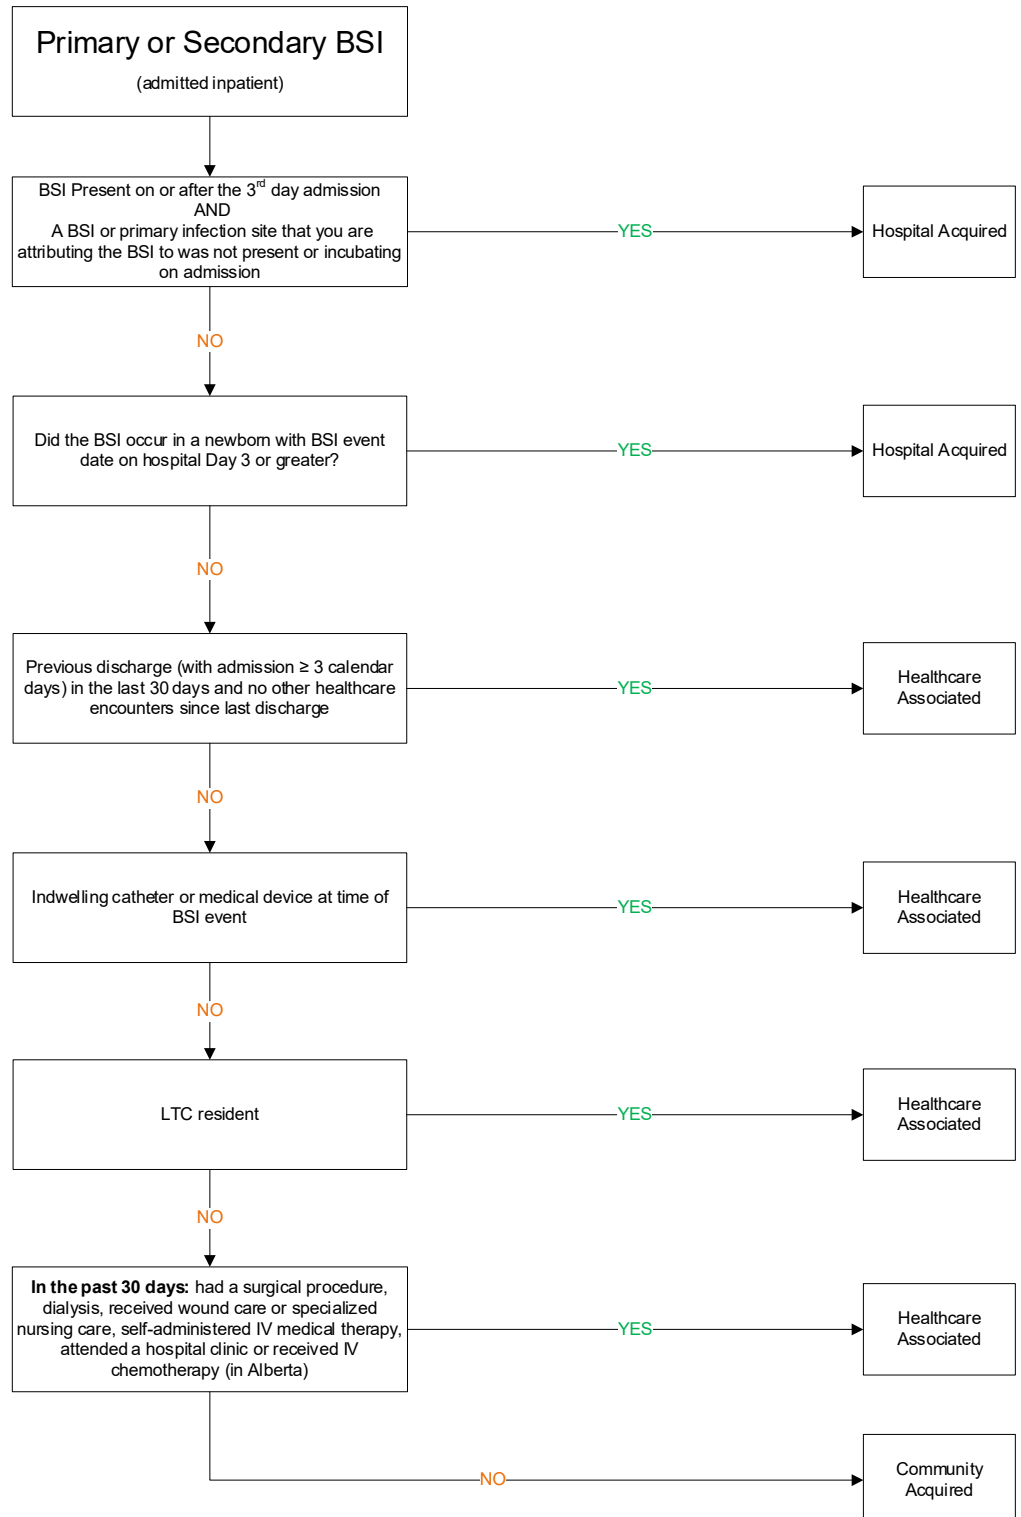 Primary or Secondary BSI
(admitted inpatient)
BSI Present on or after the 3rd day admission
AND
A BSI or primary infection site that you are
attributing the BSI to was not present or incubating
on admission
YES
Hospital Acquired
NO
Did the BSI occur in a newborn with BSI event
date on hospital Day 3 or greater?
YES
Hospital Acquired
NO
Previous discharge (with admission ≥ 3 calendar
days) in the last 30 days and no other healthcare
encounters since last discharge
YES
Healthcare
Associated
NO
Indwelling catheter or medical device at time of
BSI event
YES
Healthcare
Associated
NO
LTC resident
YES
Healthcare
Associated
NO
In the past 30 days: had a surgical procedure,
dialysis, received wound care or specialized
nursing care, self-administered IV medical therapy,
attended a hospital clinic or received IV
chemotherapy (in Alberta)
YES
Healthcare
Associated
NO
Community
Acquired